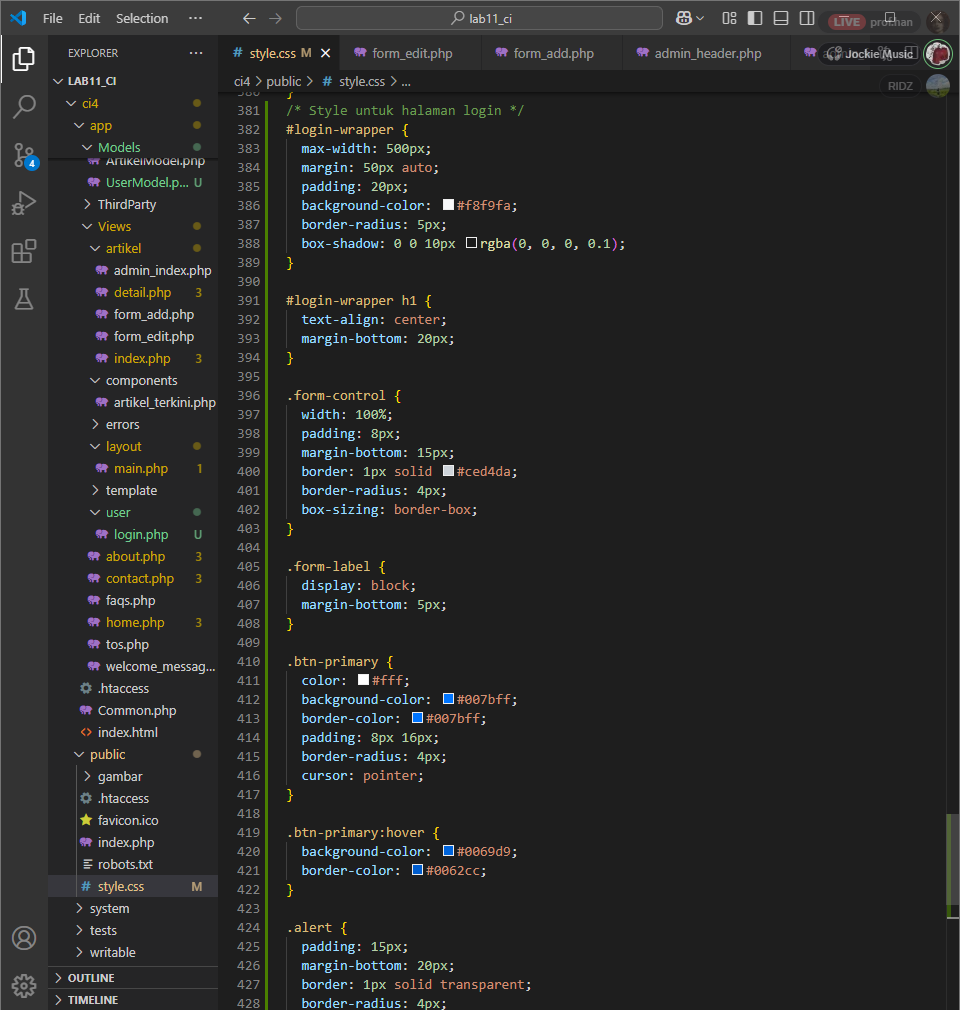 File Edit Selection ··· lab11_ci LIVE prof.han
EXPLORER ···
style.css M form_edit.php form_add.php admin_header.php Jockie Music
LAB11_CI
ci4 > public > # style.css > ...
RIDZ
ci4
app
Models
ArtikelModel.php
UserModel.p... U
ThirdParty
Views
artikel
admin_index.php
detail.php 3
form_add.php
form_edit.php
index.php 3
components
artikel_terkini.php
errors
layout
main.php 1
template
user
login.php U
about.php 3
contact.php 3
faqs.php
home.php 3
tos.php
welcome_messag...
.htaccess
Common.php
index.html
public
gambar
.htaccess
favicon.ico
index.php
robots.txt
# style.css M
system
tests
writable
OUTLINE
TIMELINE
4
380 }
381 /* Style untuk halaman login */
382 #login-wrapper {
383 max-width: 500px;
384 margin: 50px auto;
385 padding: 20px;
386 background-color: #f8f9fa;
387 border-radius: 5px;
388 box-shadow: 0 0 10px rgba(0, 0, 0, 0.1);
389 }
390
391 #login-wrapper h1 {
392 text-align: center;
393 margin-bottom: 20px;
394 }
395
396 .form-control {
397 width: 100%;
398 padding: 8px;
399 margin-bottom: 15px;
400 border: 1px solid #ced4da;
401 border-radius: 4px;
402 box-sizing: border-box;
403 }
404
405 .form-label {
406 display: block;
407 margin-bottom: 5px;
408 }
409
410 .btn-primary {
411 color: #fff;
412 background-color: #007bff;
413 border-color: #007bff;
414 padding: 8px 16px;
415 border-radius: 4px;
416 cursor: pointer;
417 }
418
419 .btn-primary:hover {
420 background-color: #0069d9;
421 border-color: #0062cc;
422 }
423
424 .alert {
425 padding: 15px;
426 margin-bottom: 20px;
427 border: 1px solid transparent;
428 border-radius: 4px;